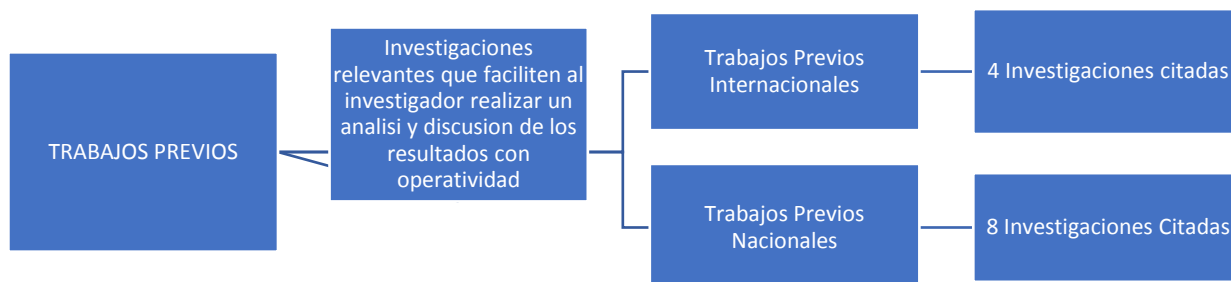 TRABAJOS PREVIOS
Investigaciones
relevantes que faciliten al
investigador realizar un
analisi y discusion de los
resultados con
operatividad
Trabajos Previos
Internacionales
4 Investigaciones citadas
Trabajos Previos
Nacionales
8 Investigaciones Citadas